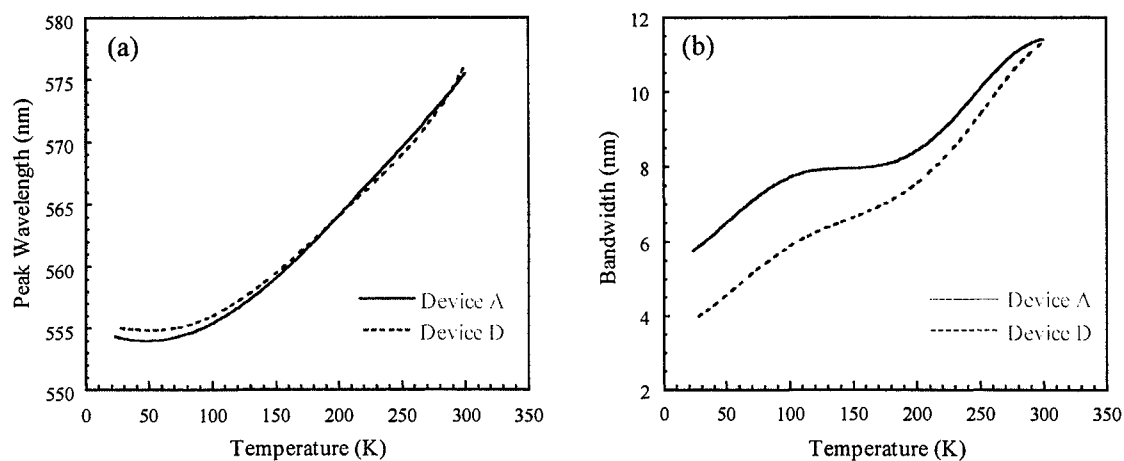 (a)
580
575
570
565
560
555
550
Peak Wavelength (nm)
Device A
Device D
0 50 100 150 200 250 300 350
Temperature (K)
(b)
12
10
8
6
4
2
Bandwidth (nm)
Device A
Device D
0 50 100 150 200 250 300 350
Temperature (K)